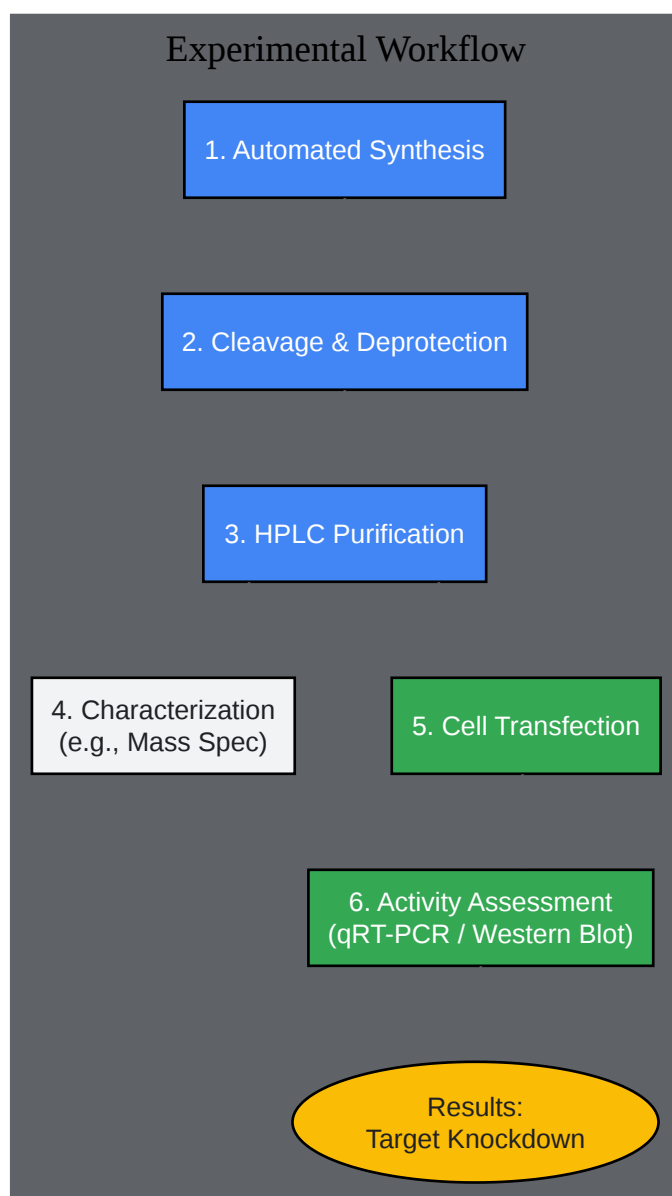 Experimental Workflow
1. Automated Synthesis
2. Cleavage & Deprotection
3. HPLC Purification
4. Characterization
(e.g., Mass Spec)
5. Cell Transfection
6. Activity Assessment
(qRT-PCR / Western Blot)
Results:
Target Knockdown